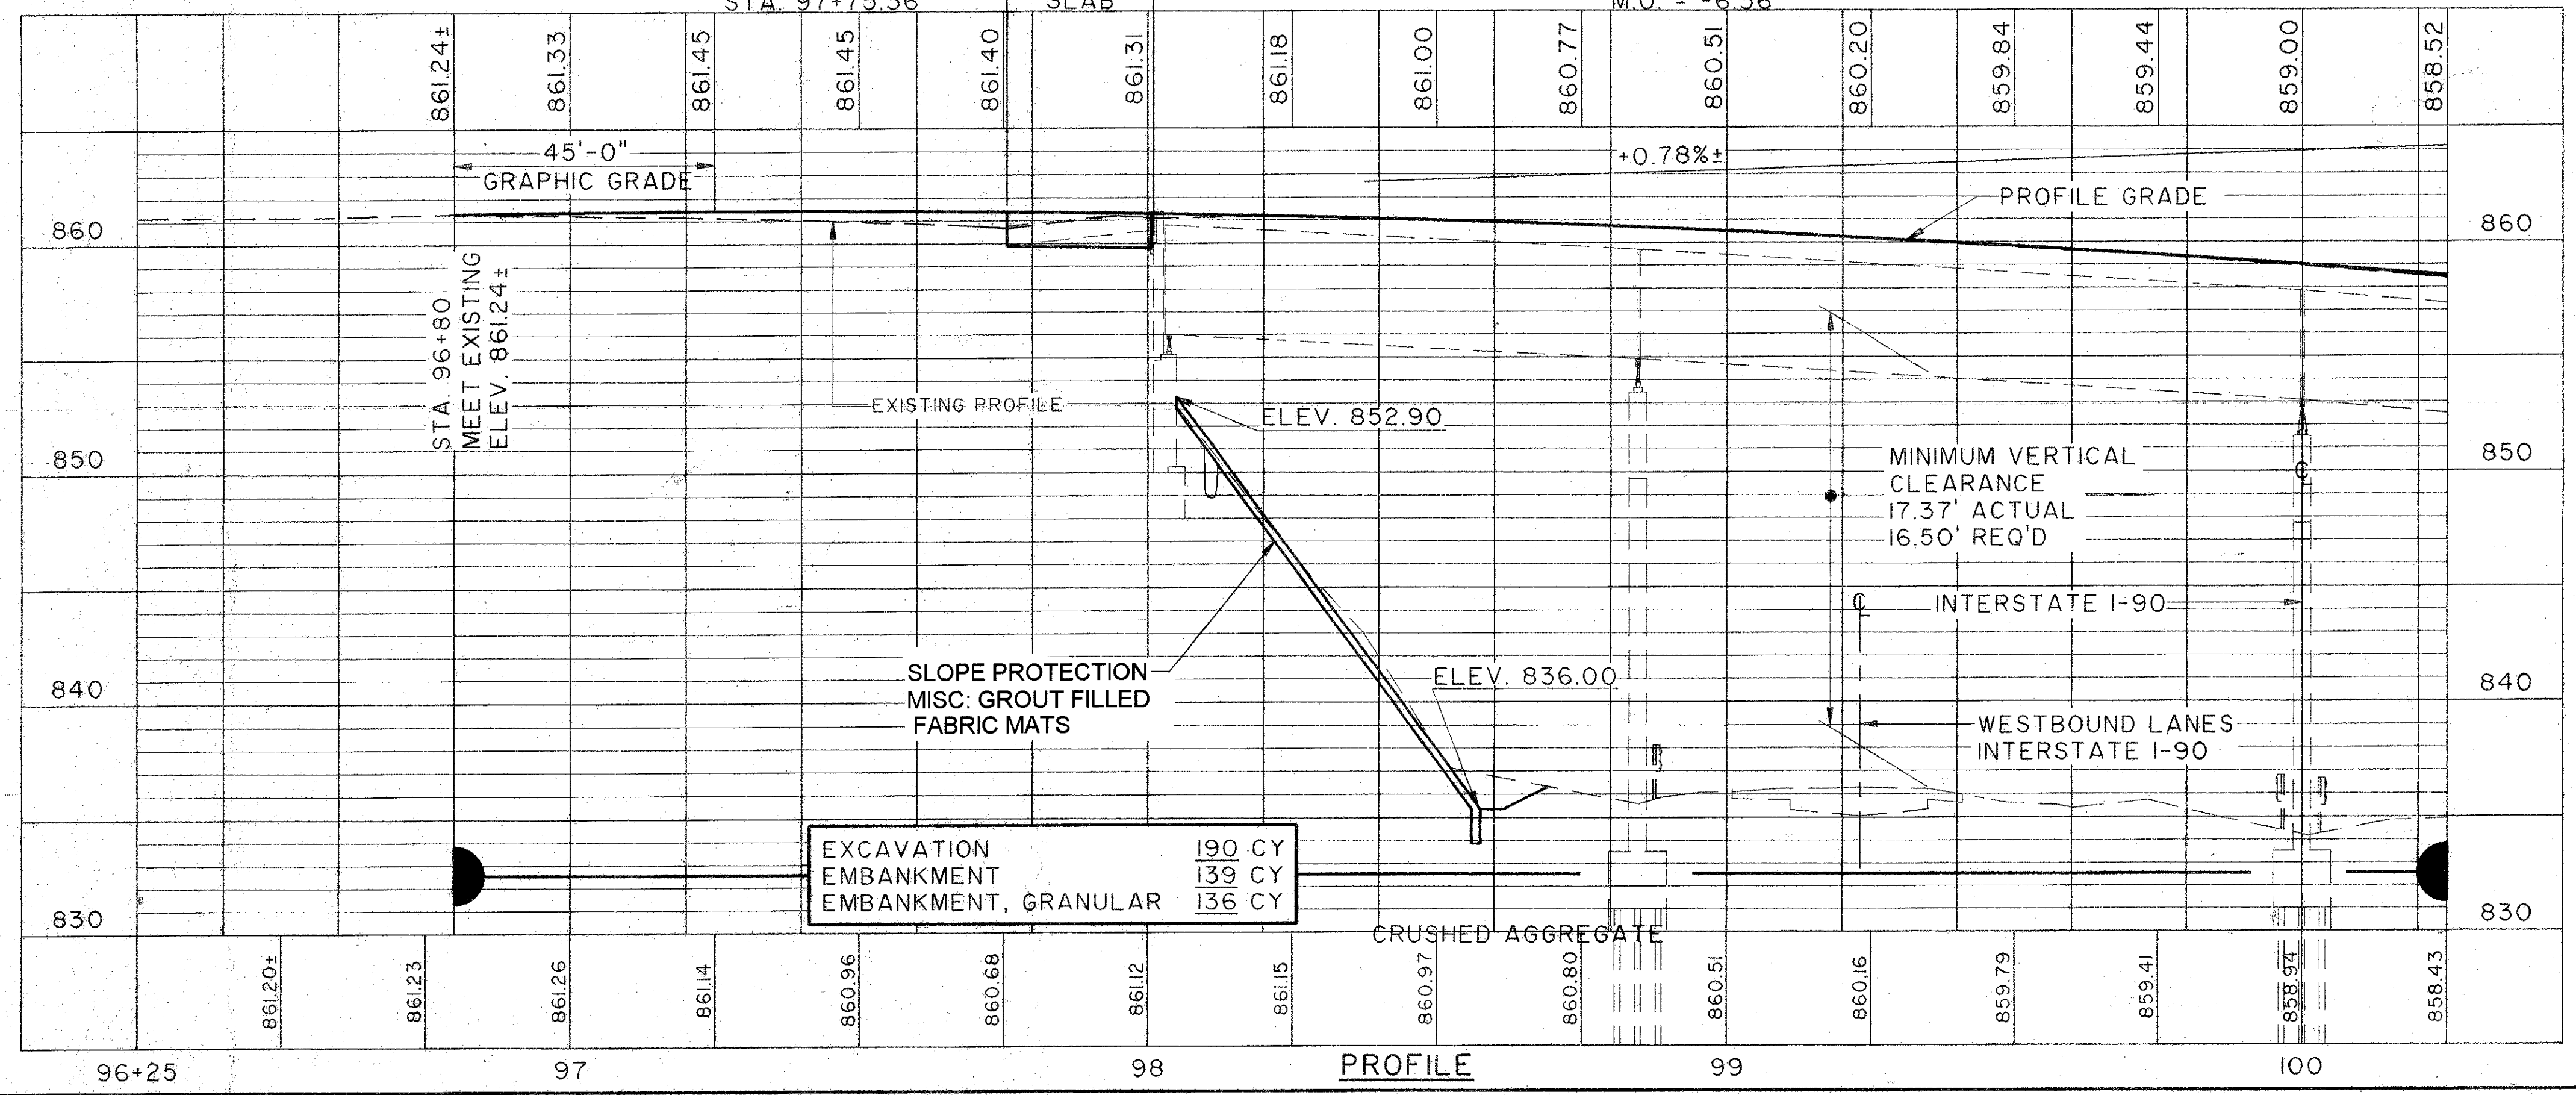 STA. 97+75.36 SLAB M.O. = -6.56'
861.24± 861.33 861.45 861.45 861.40 861.31 861.18 861.00 860.77 860.51 860.20 859.84 859.44 859.00 858.52
45'-0"
GRAPHIC GRADE
+0.78%±
PROFILE GRADE
860 860
STA. 96+80
MEET EXISTING
ELEV. 861.24±
EXISTING PROFILE
ELEV. 852.90
850 850
MINIMUM VERTICAL
CLEARANCE
17.37' ACTUAL
16.50' REQ'D
℄
℄ INTERSTATE I-90
SLOPE PROTECTION
MISC: GROUT FILLED
FABRIC MATS
ELEV. 836.00
840 840
WESTBOUND LANES
INTERSTATE I-90
EXCAVATION 190 CY
EMBANKMENT 139 CY
EMBANKMENT, GRANULAR 136 CY
830 830
CRUSHED AGGREGATE
861.20± 861.23 861.26 861.14 860.96 860.68 861.12 861.15 860.97 860.80 860.51 860.16 859.79 859.41 858.94 858.43
96+25 97 98 PROFILE 99 100